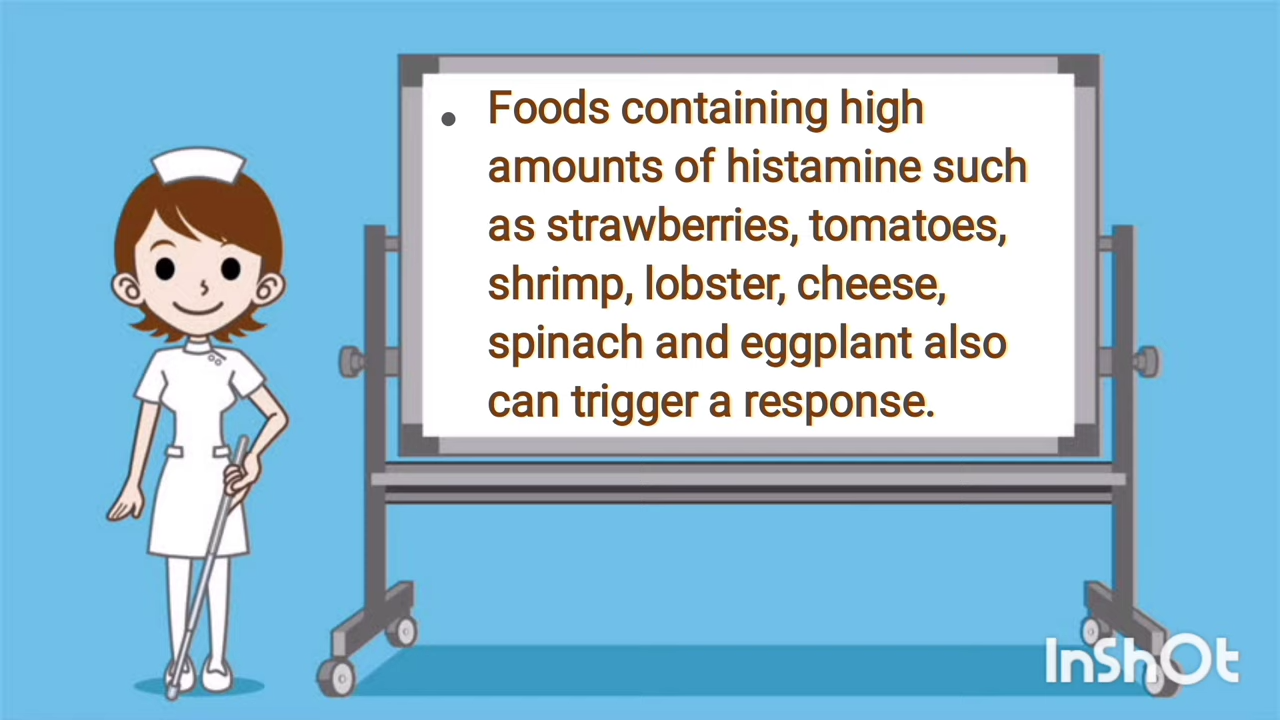 • Foods containing high
amounts of histamine such
as strawberries, tomatoes,
shrimp, lobster, cheese,
spinach and eggplant also
can trigger a response.
InShOt